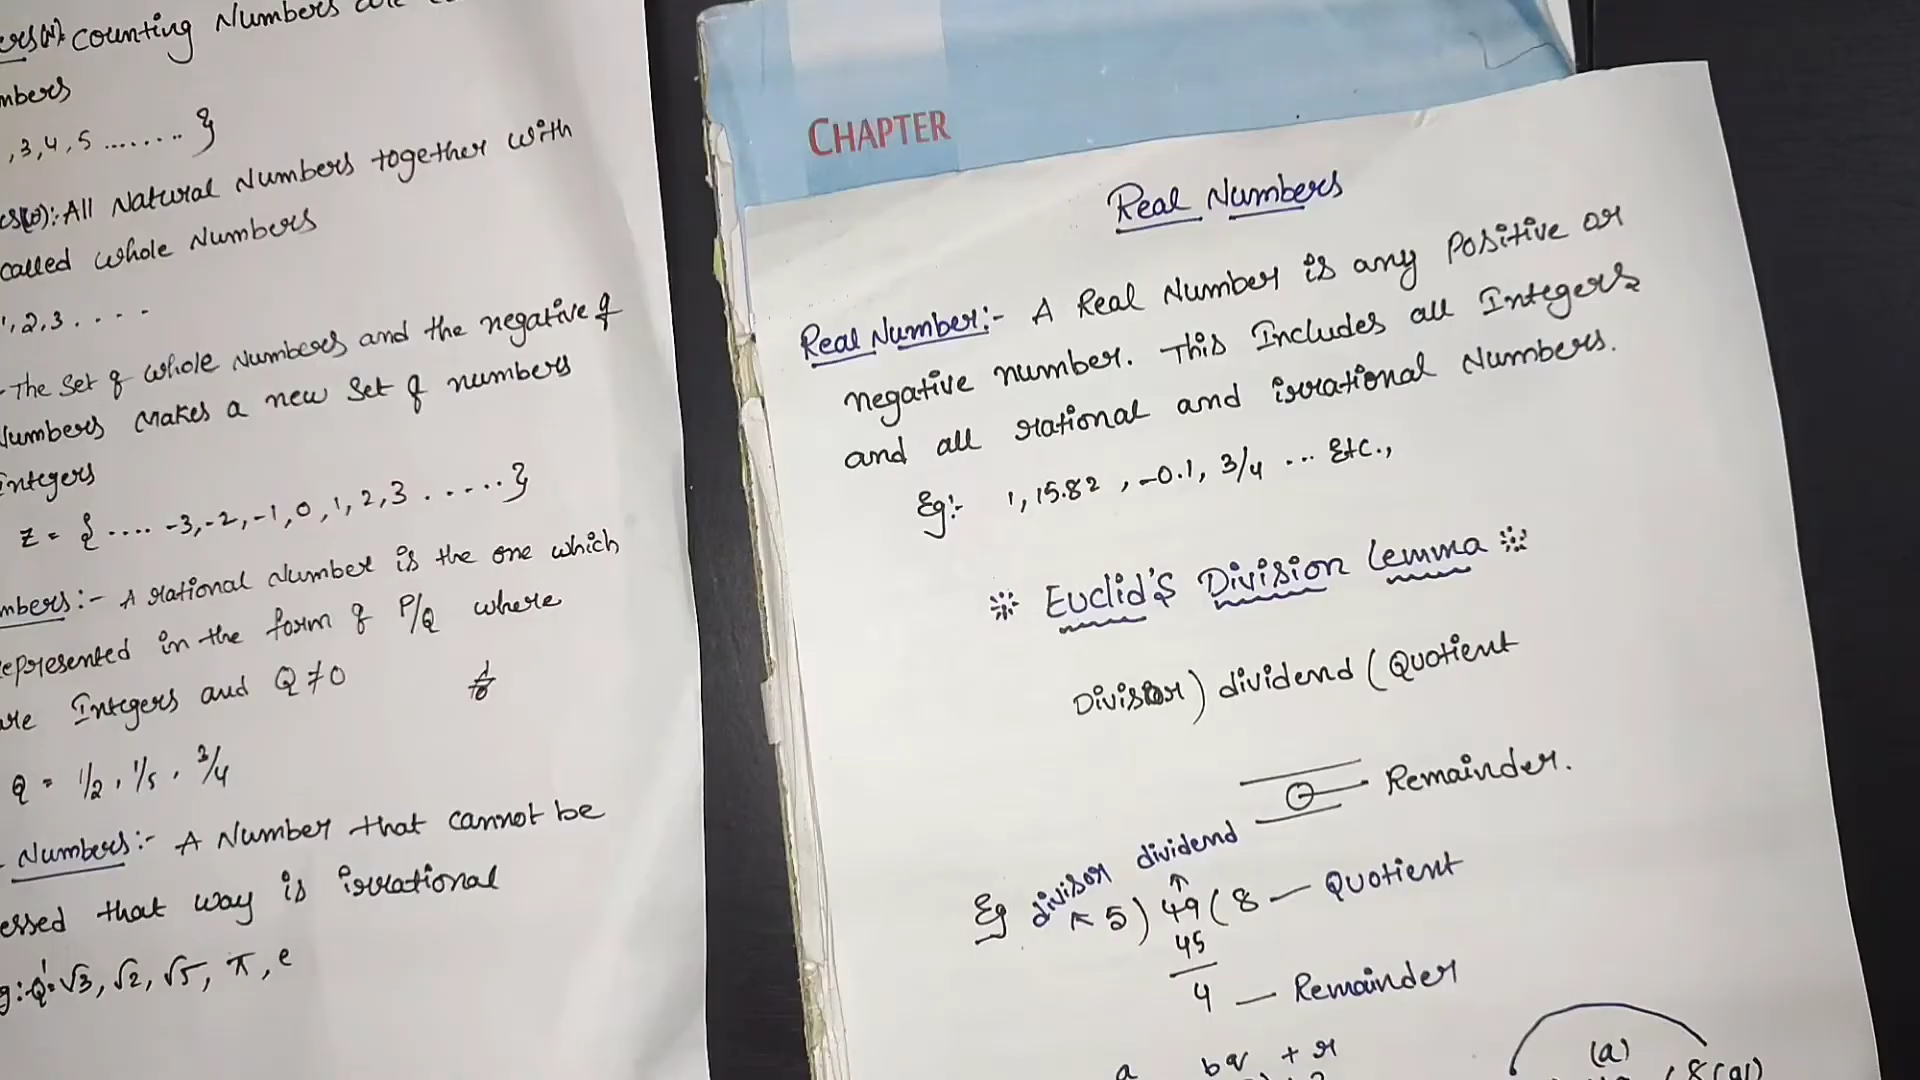 counting Numbers
mbers
,3,4,5 ........ }
All Natural Numbers together with
called whole Numbers
1,2,3 . . . .
- The Set of whole Numbers and the negative of
Numbers Makes a new Set of numbers
Integers
Z = { .... -3,-2,-1,0,1,2,3 ......}
mbers:- A rational Number is the one which
epresented in the form of P/Q where
are Integers and Q ≠ 0
Q = 1/2, 1/5, 3/4
Numbers:- A Number that cannot be
essed that way is irrational
g:- Q' = √3, √2, √5, π, e
CHAPTER
Real Numbers
Real Number:- A Real Number is any positive or
negative number. This Includes all Integers
and all rational and irrational Numbers.
Eg:- 1, 15.82, -0.1, 3/4 ... Etc.,
Euclid's Division Lemma
Divisor ) dividend ( Quotient
Remainder.
divisor dividend
Eg 5 ) 49 ( 8 — Quotient
45
4 — Remainder
a bq + r
(a)